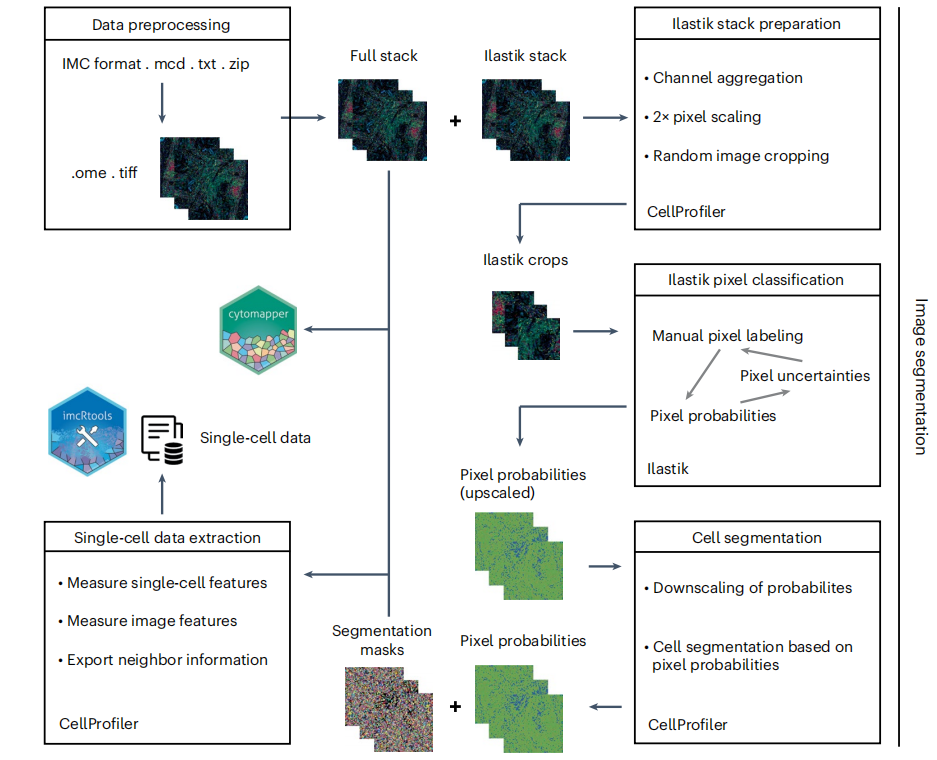 Data preprocessing
IMC format . mcd . txt . zip
.ome . tiff
Full stack
Ilastik stack
+
Ilastik stack preparation
• Channel aggregation
• 2× pixel scaling
• Random image cropping
CellProfiler
Ilastik crops
Ilastik pixel classification
Manual pixel labeling
Pixel uncertainties
Pixel probabilities
Ilastik
Image segmentation
cytomapper
imcRtools
Single-cell data
Pixel probabilities
(upscaled)
Cell segmentation
• Downscaling of probabilites
• Cell segmentation based on
pixel probabilities
CellProfiler
Segmentation
masks
+
Pixel probabilities
Single-cell data extraction
• Measure single-cell features
• Measure image features
• Export neighbor information
CellProfiler